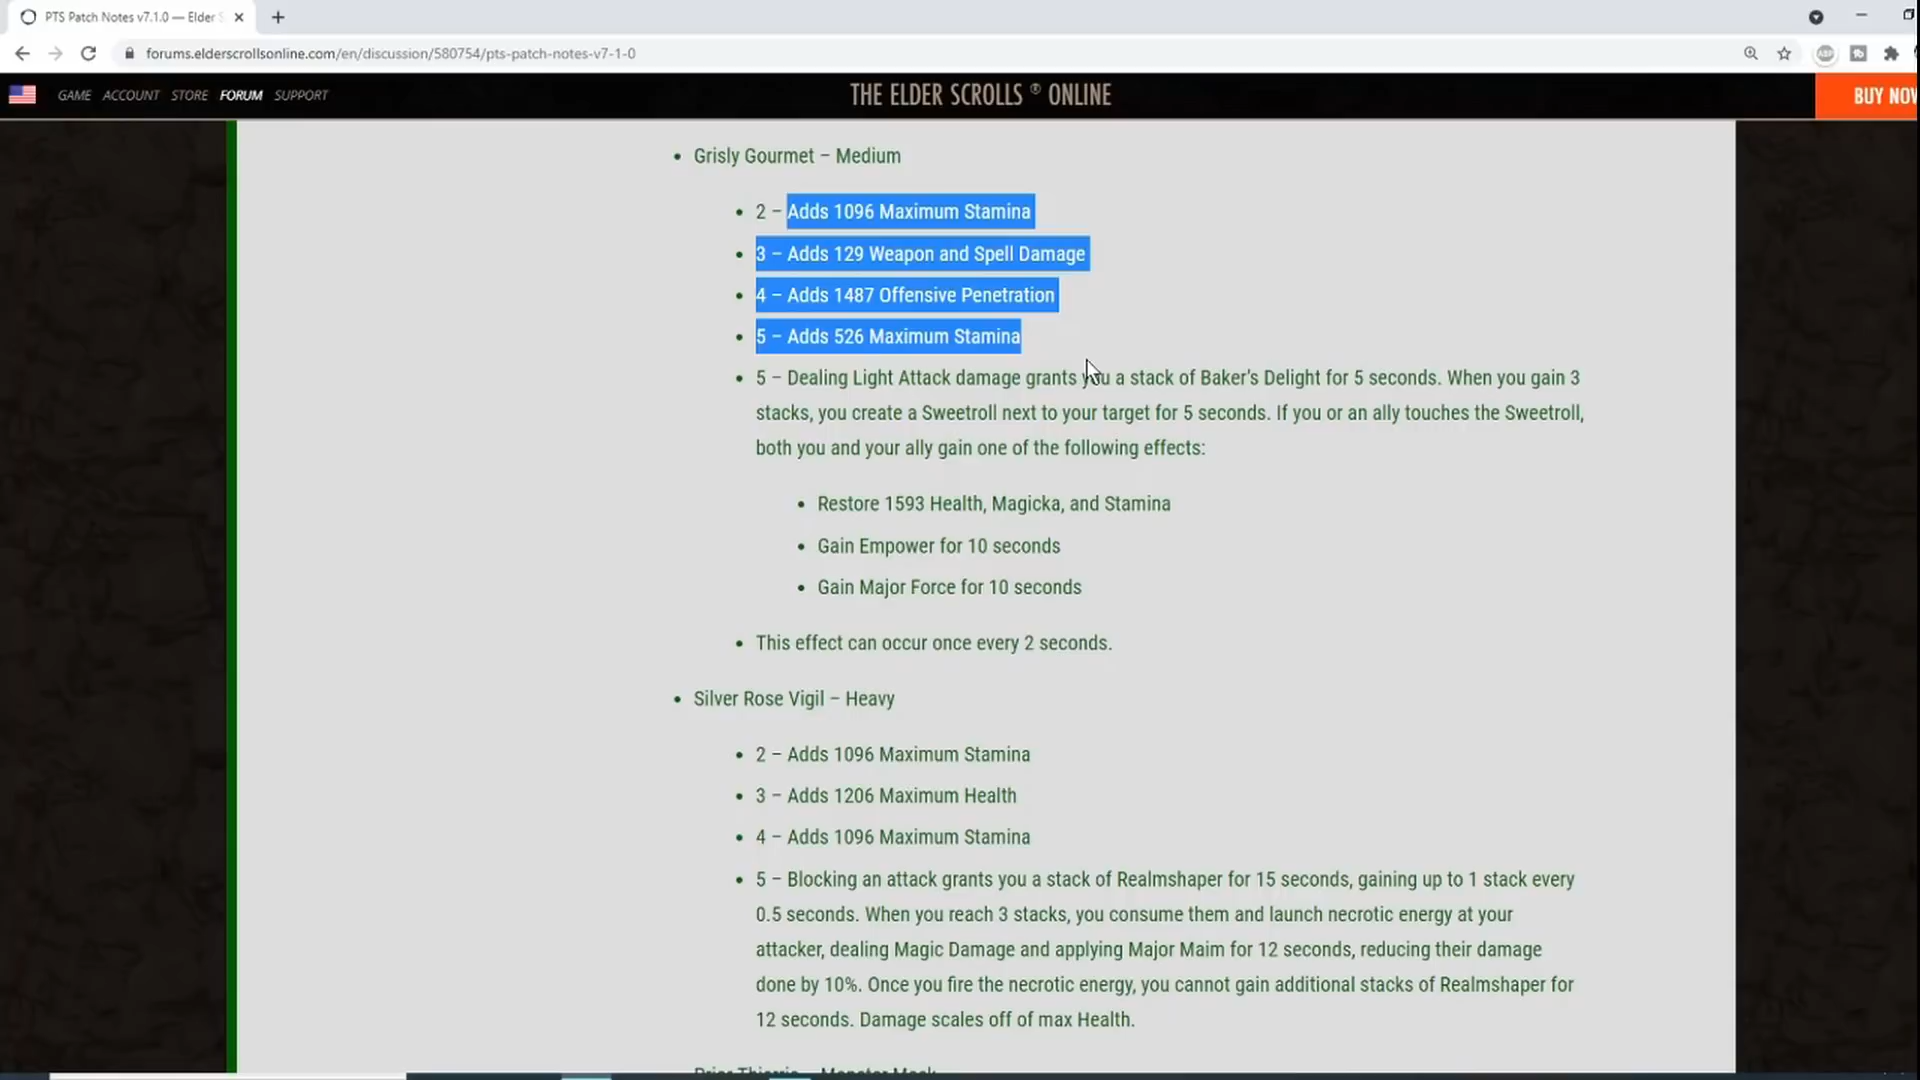 PTS Patch Notes v7.1.0 — Elder S
forums.elderscrollsonline.com/en/discussion/580754/pts-patch-notes-v7-1-0
ABP
GAME ACCOUNT STORE FORUM SUPPORT
THE ELDER SCROLLS ® ONLINE
BUY NOW
Grisly Gourmet – Medium
2 – Adds 1096 Maximum Stamina
3 – Adds 129 Weapon and Spell Damage
4 – Adds 1487 Offensive Penetration
5 – Adds 526 Maximum Stamina
5 – Dealing Light Attack damage grants you a stack of Baker's Delight for 5 seconds. When you gain 3
stacks, you create a Sweetroll next to your target for 5 seconds. If you or an ally touches the Sweetroll,
both you and your ally gain one of the following effects:
Restore 1593 Health, Magicka, and Stamina
Gain Empower for 10 seconds
Gain Major Force for 10 seconds
This effect can occur once every 2 seconds.
Silver Rose Vigil – Heavy
2 – Adds 1096 Maximum Stamina
3 – Adds 1206 Maximum Health
4 – Adds 1096 Maximum Stamina
5 – Blocking an attack grants you a stack of Realmshaper for 15 seconds, gaining up to 1 stack every
0.5 seconds. When you reach 3 stacks, you consume them and launch necrotic energy at your
attacker, dealing Magic Damage and applying Major Maim for 12 seconds, reducing their damage
done by 10%. Once you fire the necrotic energy, you cannot gain additional stacks of Realmshaper for
12 seconds. Damage scales off of max Health.